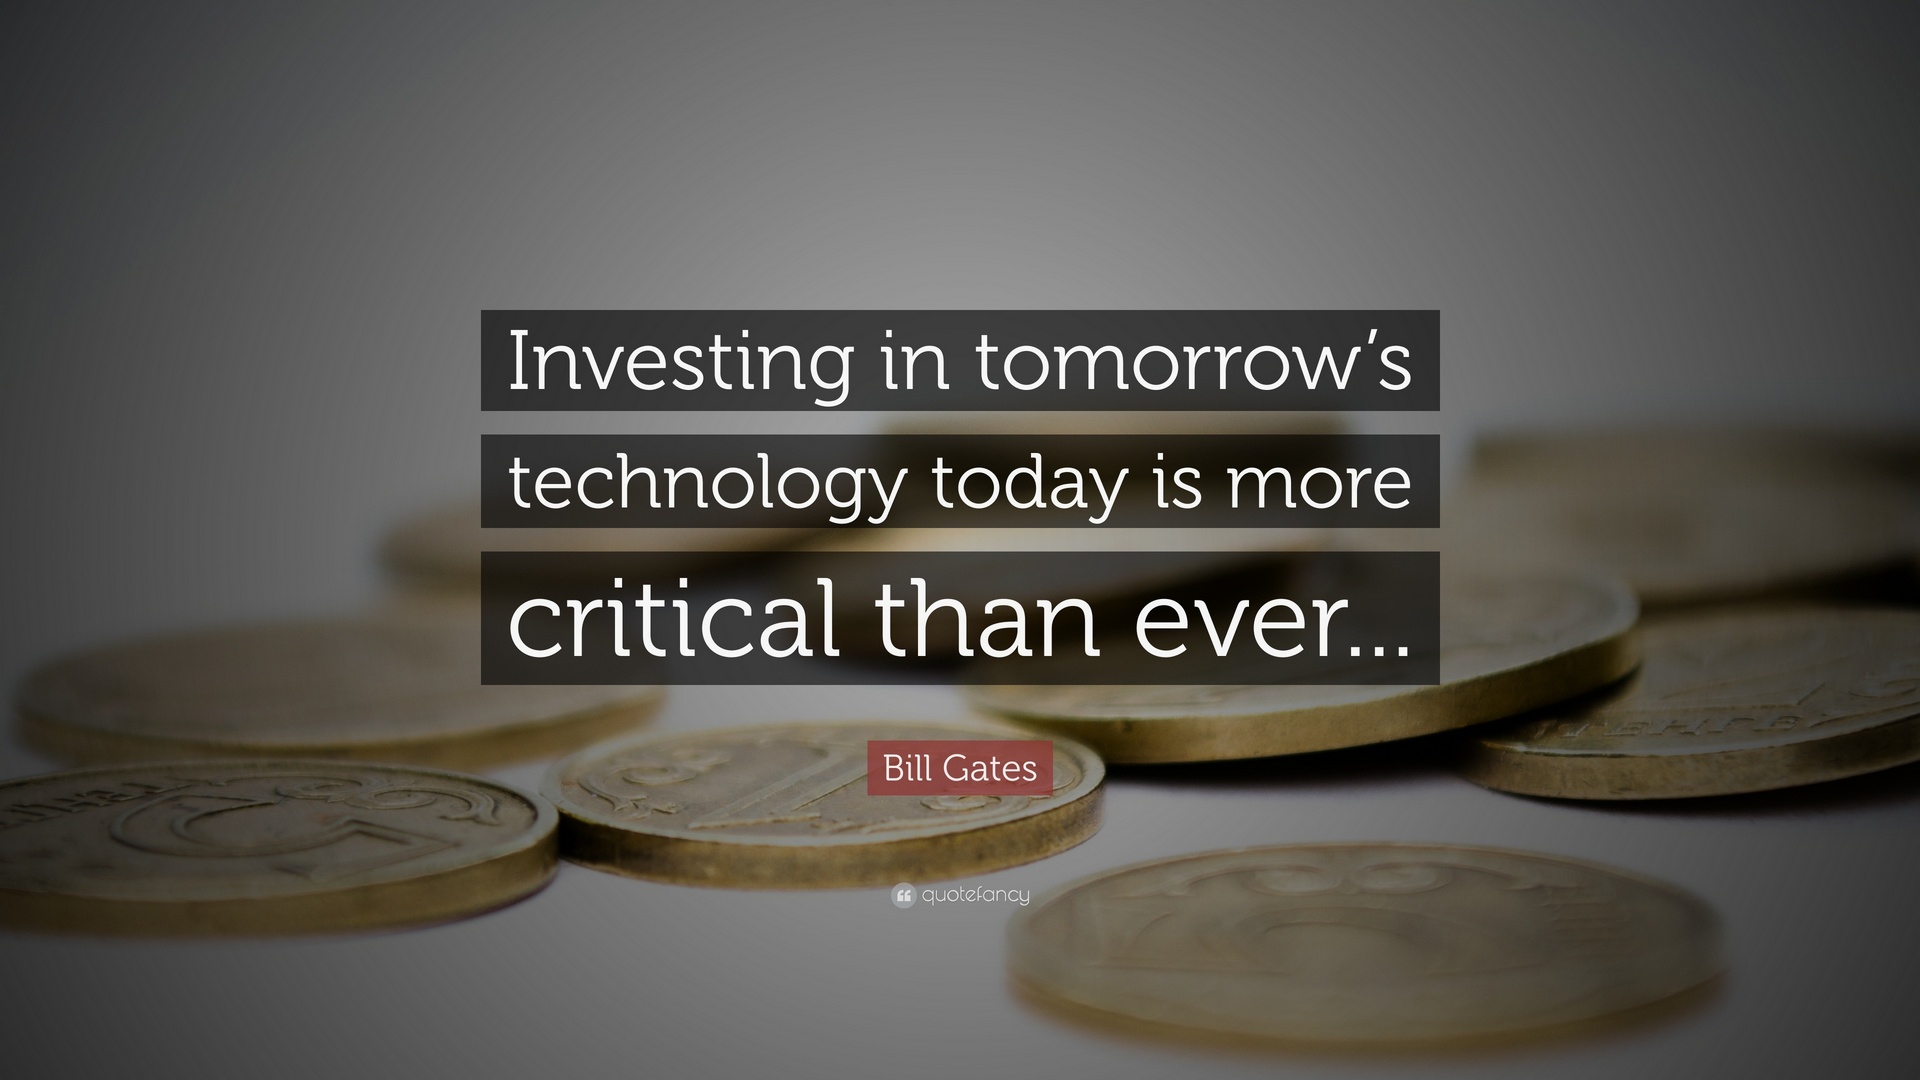 Investing in tomorrow’s
technology today is more
critical than ever...
Bill Gates
quotefancy